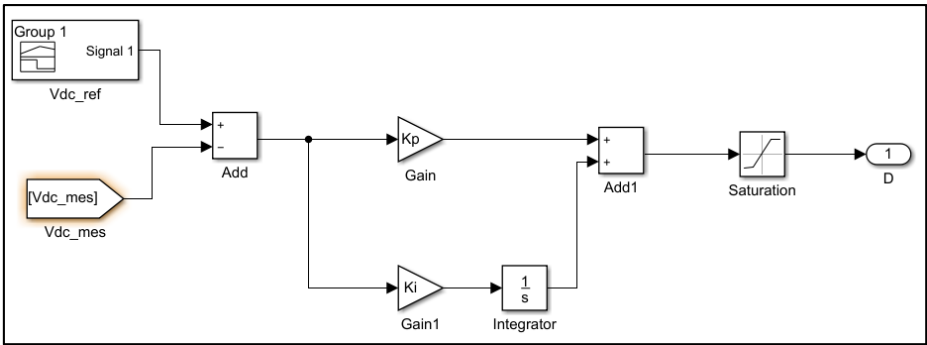 Group 1
Signal 1
Vdc_ref
+
−
Add
[Vdc_mes]
Vdc_mes
Kp
Gain
+
+
Add1
Saturation
1
D
Ki
Gain1
1
s
Integrator